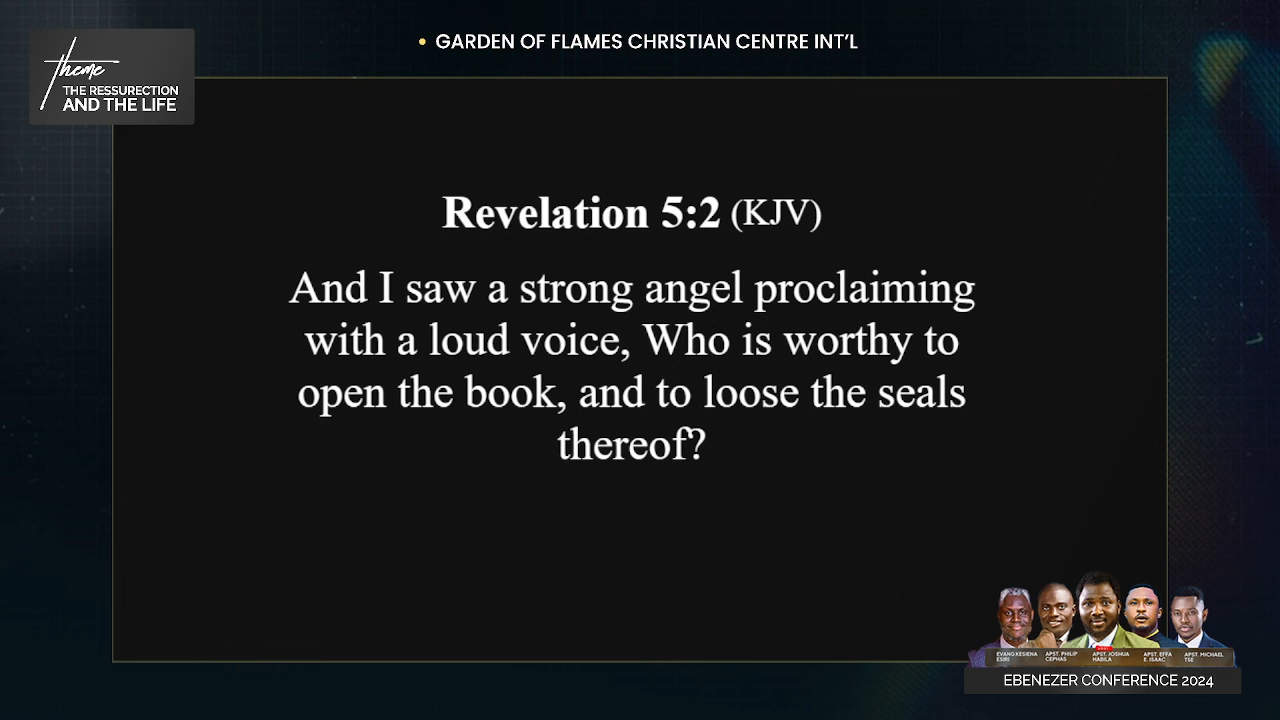 GARDEN OF FLAMES CHRISTIAN CENTRE INT'L
theme
THE RESSURECTION
AND THE LIFE
Revelation 5:2 (KJV)
And I saw a strong angel proclaiming
with a loud voice, Who is worthy to
open the book, and to loose the seals
thereof?
EVANG KESIENA
ESIRI
APST. PHILIP
CEPHAS
APST. JOSHUA
HABILA
APST. EFFA
E. ISAAC
APST. MICHAEL
TSE
EBENEZER CONFERENCE 2024